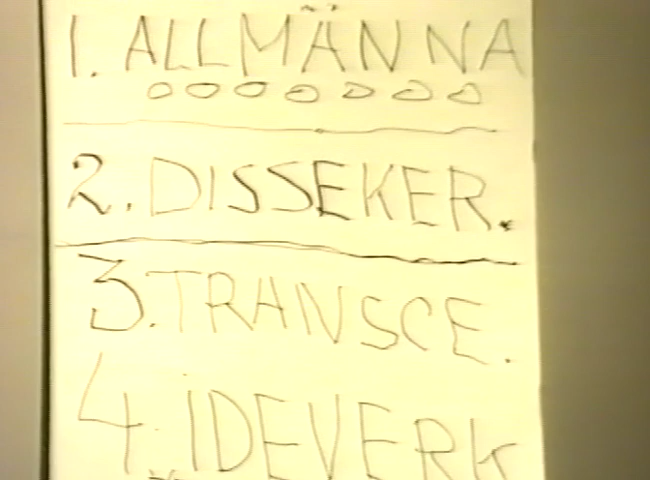 1. ALLMÄNNA
2. DISSEKER.
3. TRANSCE.
4. IDEVERK